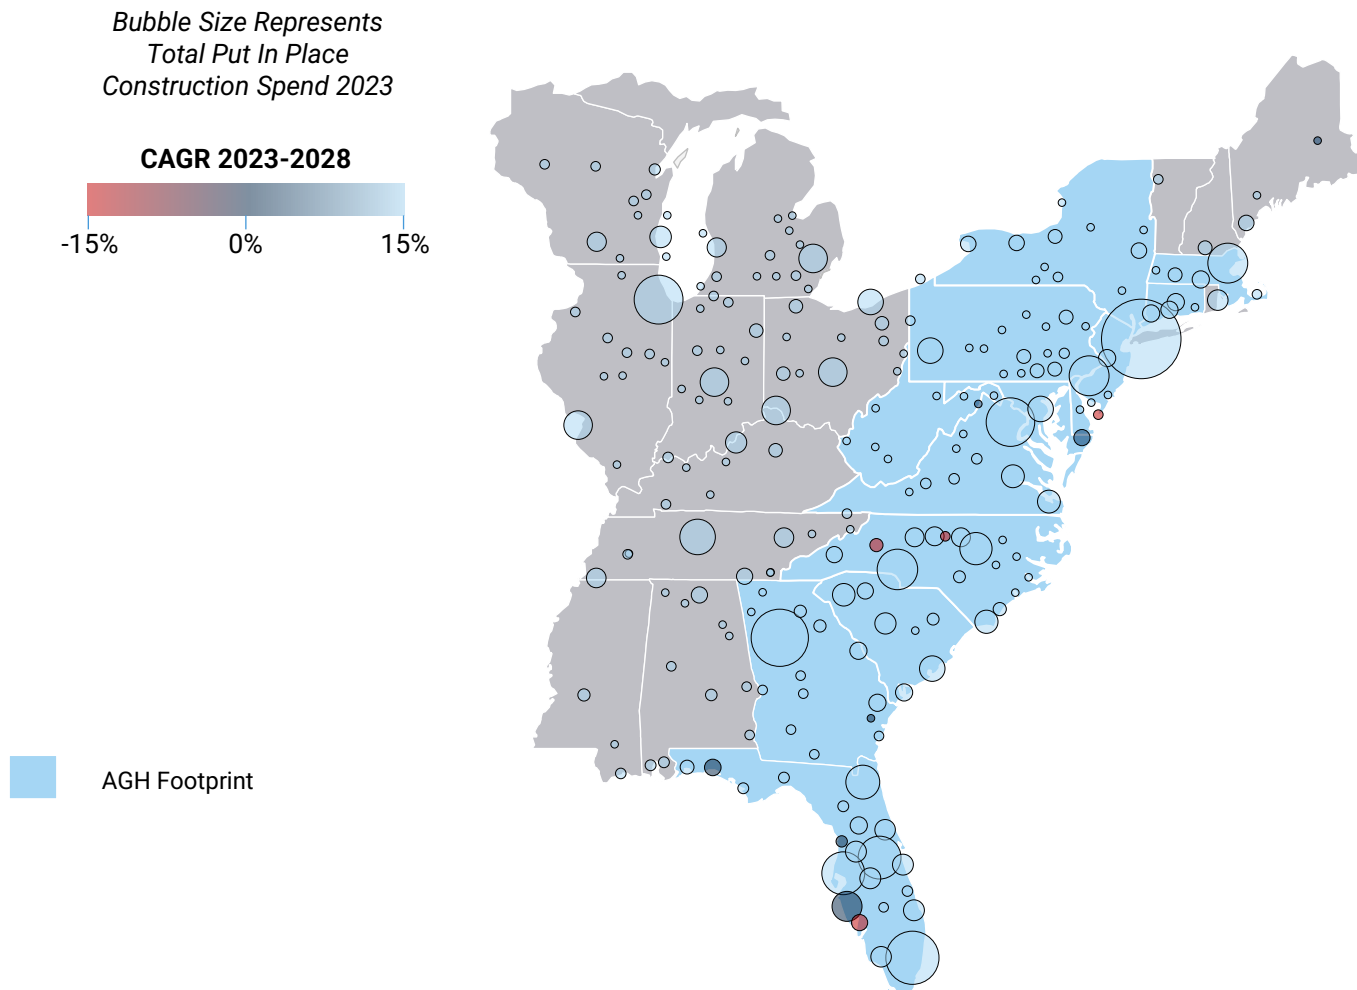 Bubble Size Represents
Total Put In Place
Construction Spend 2023
CAGR 2023-2028
-15% 0% 15%
AGH Footprint